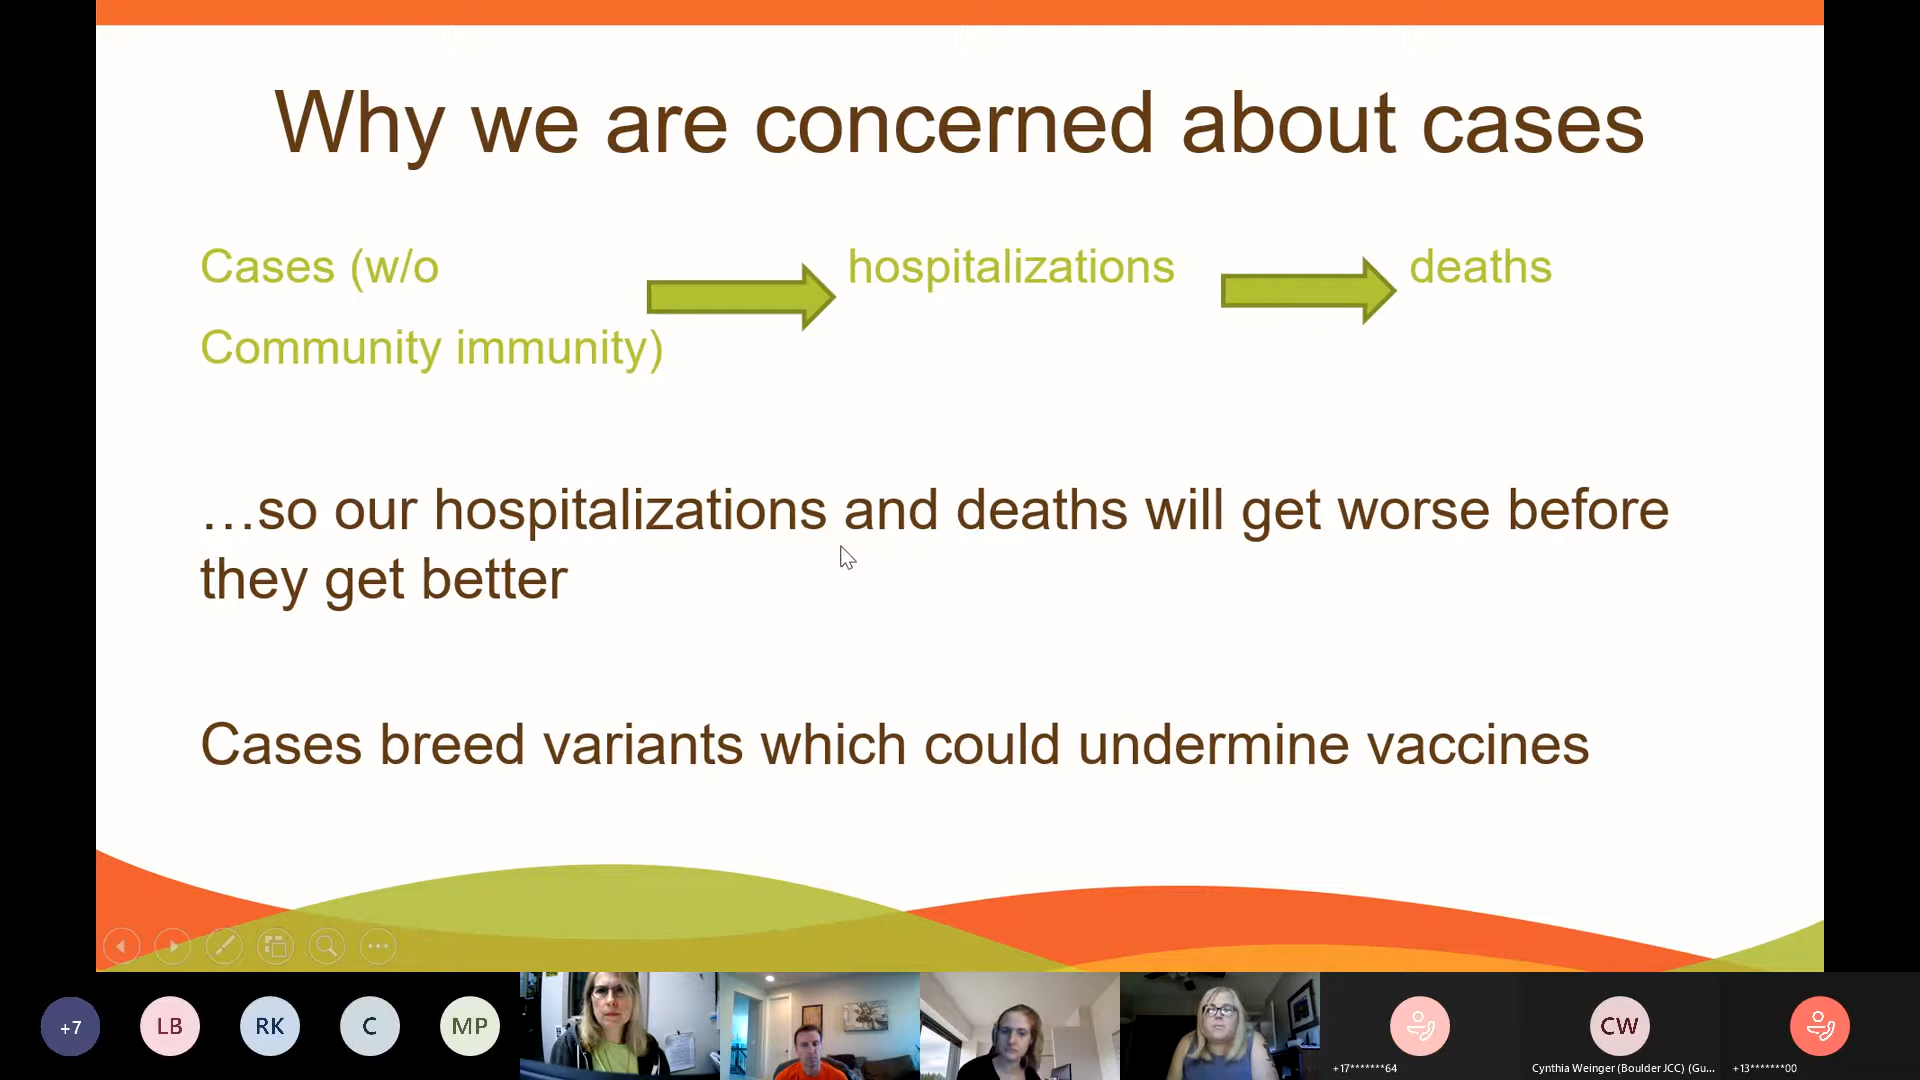 Why we are concerned about cases
Cases (w/o hospitalizations deaths
Community immunity)
…so our hospitalizations and deaths will get worse before
they get better
Cases breed variants which could undermine vaccines
+7 LB RK C MP CW
+17*******64 Cynthia Weinger (Boulder JCC) (Gu... +13*******00